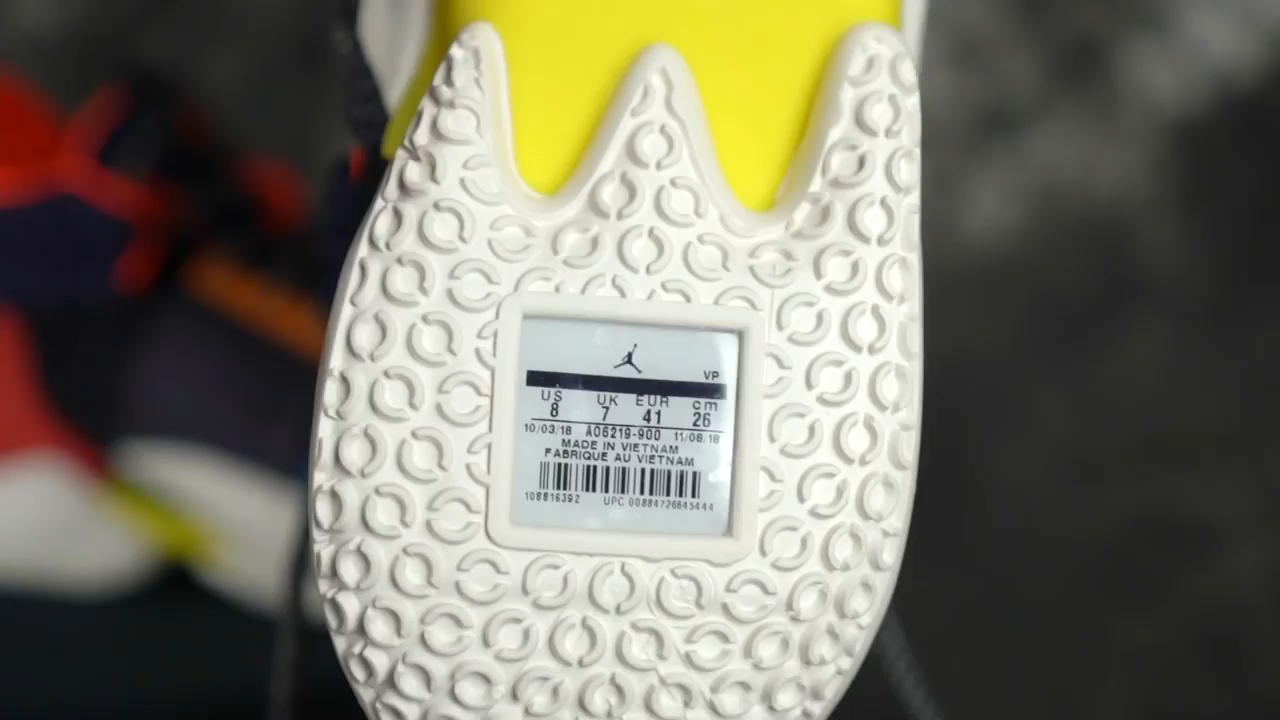 VP
US UK EUR cm
8 7 41 26
10/03/18 A06219-900 11/08/18
MADE IN VIETNAM
FABRIQUE AU VIETNAM
108816392 UPC 00884726645444